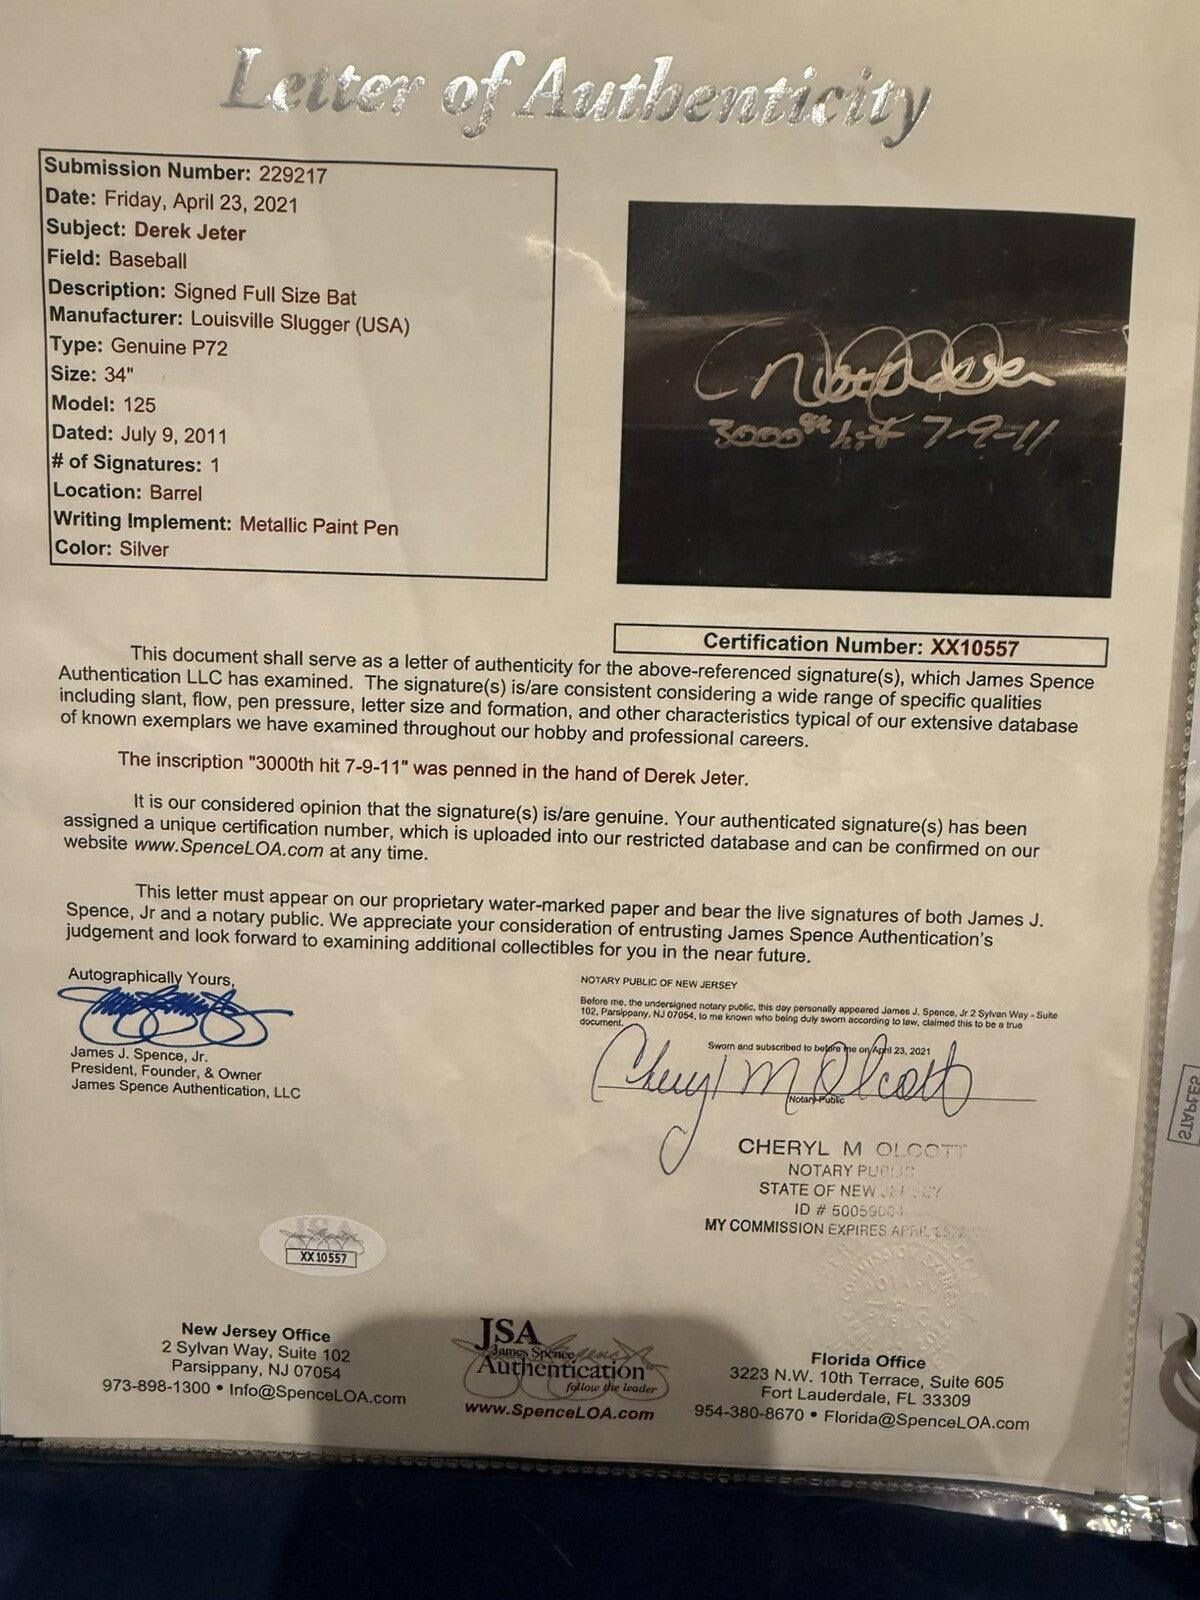 Letter of Authenticity
Submission Number: 229217
Date: Friday, April 23, 2021
Subject: Derek Jeter
Field: Baseball
Description: Signed Full Size Bat
Manufacturer: Louisville Slugger (USA)
Type: Genuine P72
Size: 34"
Model: 125
Dated: July 9, 2011
# of Signatures: 1
Location: Barrel
Writing Implement: Metallic Paint Pen
Color: Silver
3000th hit 7-9-11
Certification Number: XX10557
This document shall serve as a letter of authenticity for the above-referenced signature(s), which James Spence
Authentication LLC has examined. The signature(s) is/are consistent considering a wide range of specific qualities
including slant, flow, pen pressure, letter size and formation, and other characteristics typical of our extensive database
of known exemplars we have examined throughout our hobby and professional careers.
The inscription "3000th hit 7-9-11" was penned in the hand of Derek Jeter.
It is our considered opinion that the signature(s) is/are genuine. Your authenticated signature(s) has been
assigned a unique certification number, which is uploaded into our restricted database and can be confirmed on our
website www.SpenceLOA.com at any time.
This letter must appear on our proprietary water-marked paper and bear the live signatures of both James J.
Spence, Jr and a notary public. We appreciate your consideration of entrusting James Spence Authentication's
judgement and look forward to examining additional collectibles for you in the near future.
Autographically Yours,
James J. Spence, Jr.
President, Founder, & Owner
James Spence Authentication, LLC
NOTARY PUBLIC OF NEW JERSEY
Before me, the undersigned notary public, this day personally appeared James J. Spence, Jr 2 Sylvan Way - Suite
102, Parsippany, NJ 07054, to me known who being duly sworn according to law, claimed this to be a true
document.
Sworn and subscribed to before me on April 23, 2021
Cheryl M Olcott
Notary Public
CHERYL M OLCOTT
NOTARY PUBLIC
STATE OF NEW JERSEY
ID # 5005900
MY COMMISSION EXPIRES APRIL
JSA
XX10557
New Jersey Office
2 Sylvan Way, Suite 102
Parsippany, NJ 07054
973-898-1300 • Info@SpenceLOA.com
JSA
James Spence
Authentication
follow the leader
www.SpenceLOA.com
Florida Office
3223 N.W. 10th Terrace, Suite 605
Fort Lauderdale, FL 33309
954-380-8670 • Florida@SpenceLOA.com
STAPLES